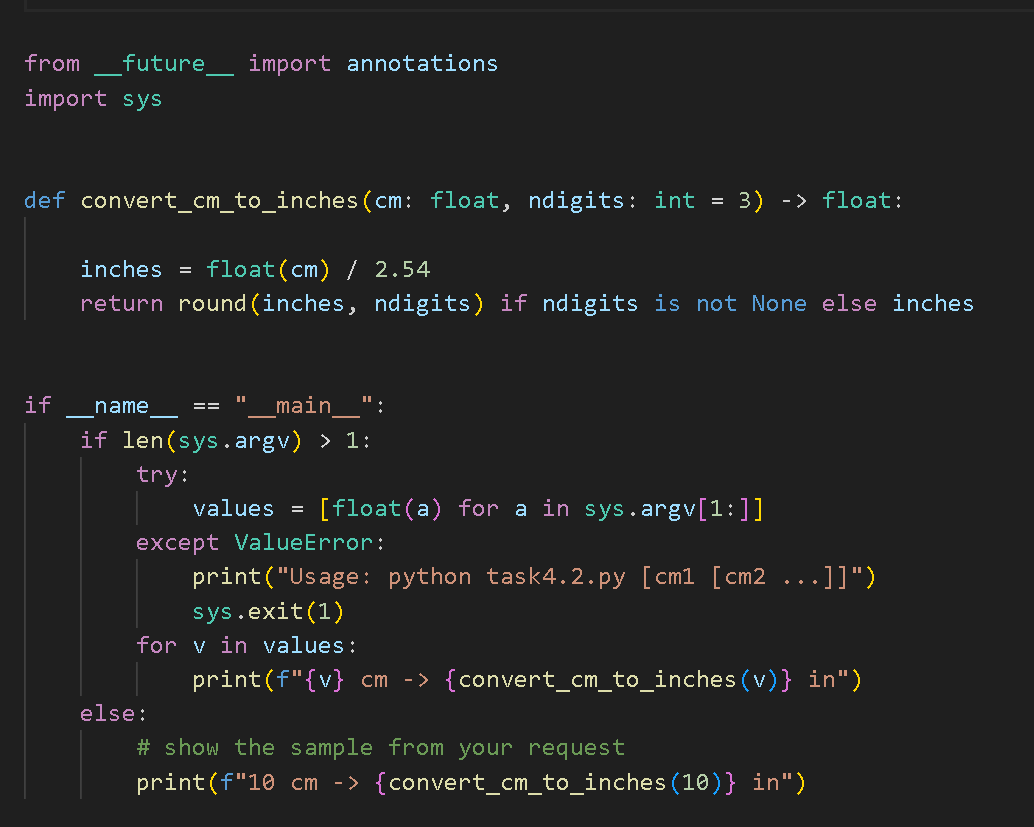 from __future__ import annotations
import sys
def convert_cm_to_inches(cm: float, ndigits: int = 3) -> float:
    inches = float(cm) / 2.54
    return round(inches, ndigits) if ndigits is not None else inches
if __name__ == "__main__":
    if len(sys.argv) > 1:
        try:
            values = [float(a) for a in sys.argv[1:]]
        except ValueError:
            print("Usage: python task4.2.py [cm1 [cm2 ...]]")
            sys.exit(1)
        for v in values:
            print(f"{v} cm -> {convert_cm_to_inches(v)} in")
    else:
        # show the sample from your request
        print(f"10 cm -> {convert_cm_to_inches(10)} in")